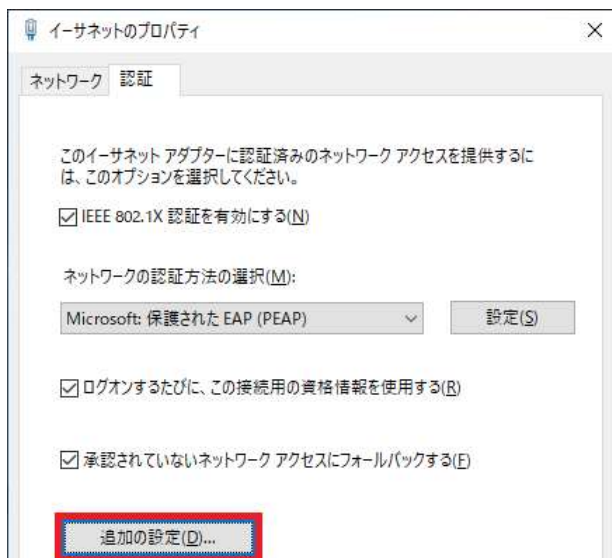 イーサネットのプロパティ
ネットワーク 認証
このイーサネット アダプターに認証済みのネットワーク アクセスを提供するに
は、このオプションを選択してください。
IEEE 802.1X 認証を有効にする(N)
ネットワークの認証方法の選択(M):
Microsoft: 保護された EAP (PEAP) 設定(S)
ログオンするたびに、この接続用の資格情報を使用する(R)
承認されていないネットワーク アクセスにフォールバックする(F)
追加の設定(D)...